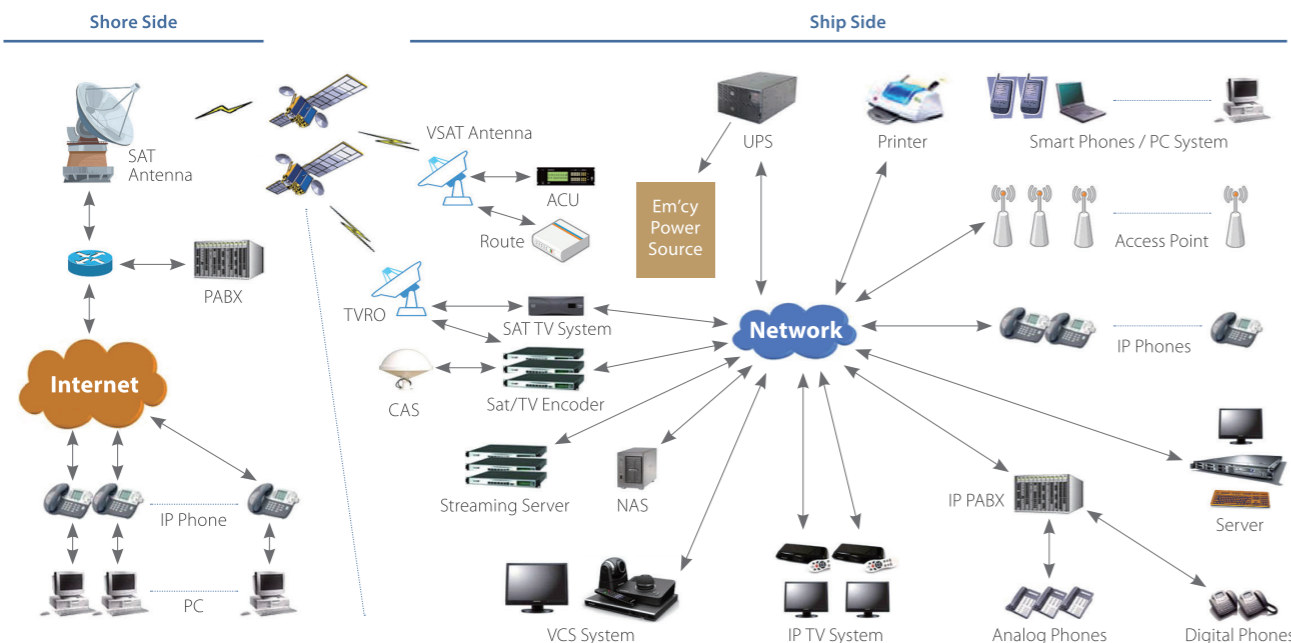 Shore Side
Ship Side
SAT
Antenna
PABX
Internet
IP Phone
PC
VSAT Antenna
ACU
Route
TVRO
SAT TV System
CAS
Sat/TV Encoder
Streaming Server
NAS
VCS System
UPS
Em'cy
Power
Source
Printer
Smart Phones / PC System
Access Point
Network
IP Phones
IP PABX
Server
IP TV System
Analog Phones
Digital Phones